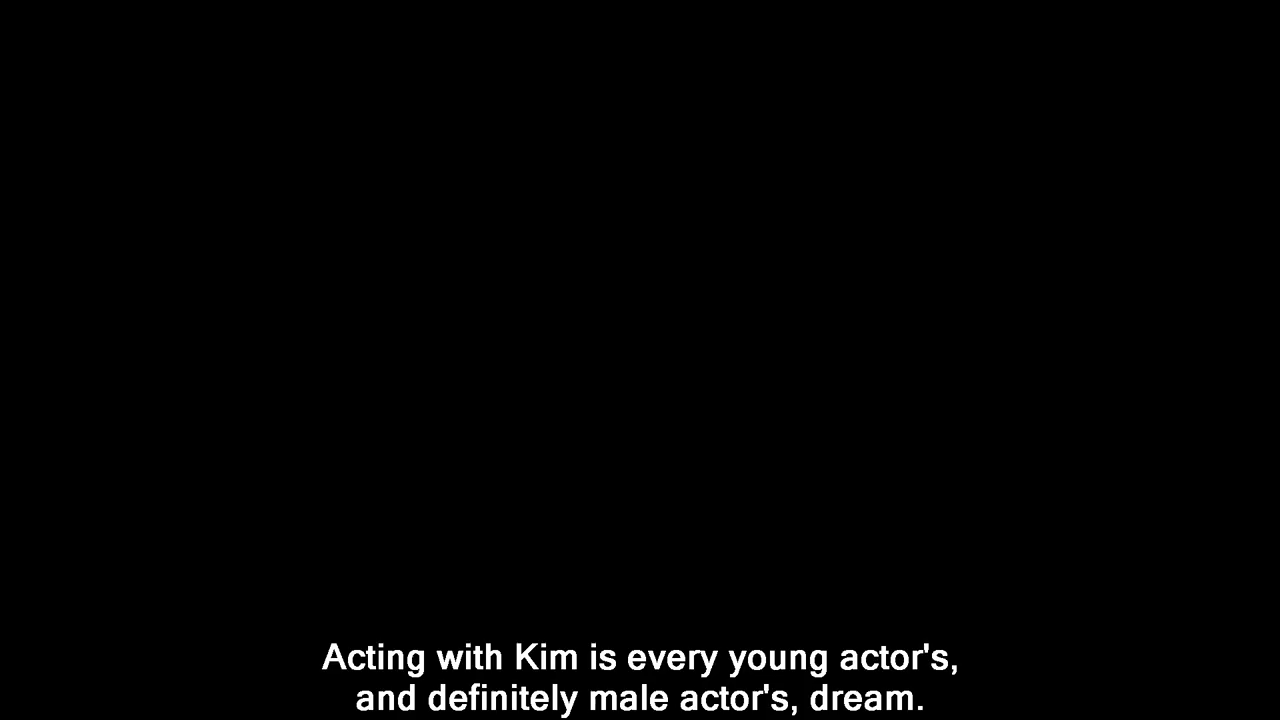 Acting with Kim is every young actor's,
and definitely male actor's, dream.